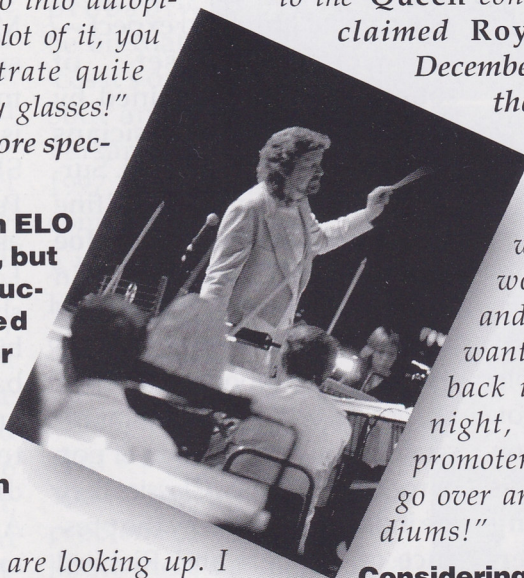 into autopi-
lot of it, you
trate quite
y glasses!”
ore spec-
n ELO
, but
uc-
ed
r
n
are looking up. I
to the Queen con
claimed Roy
Decembe
the
w
wo
and
want
back i
night,
promoter
go over an
diums!”
Considering